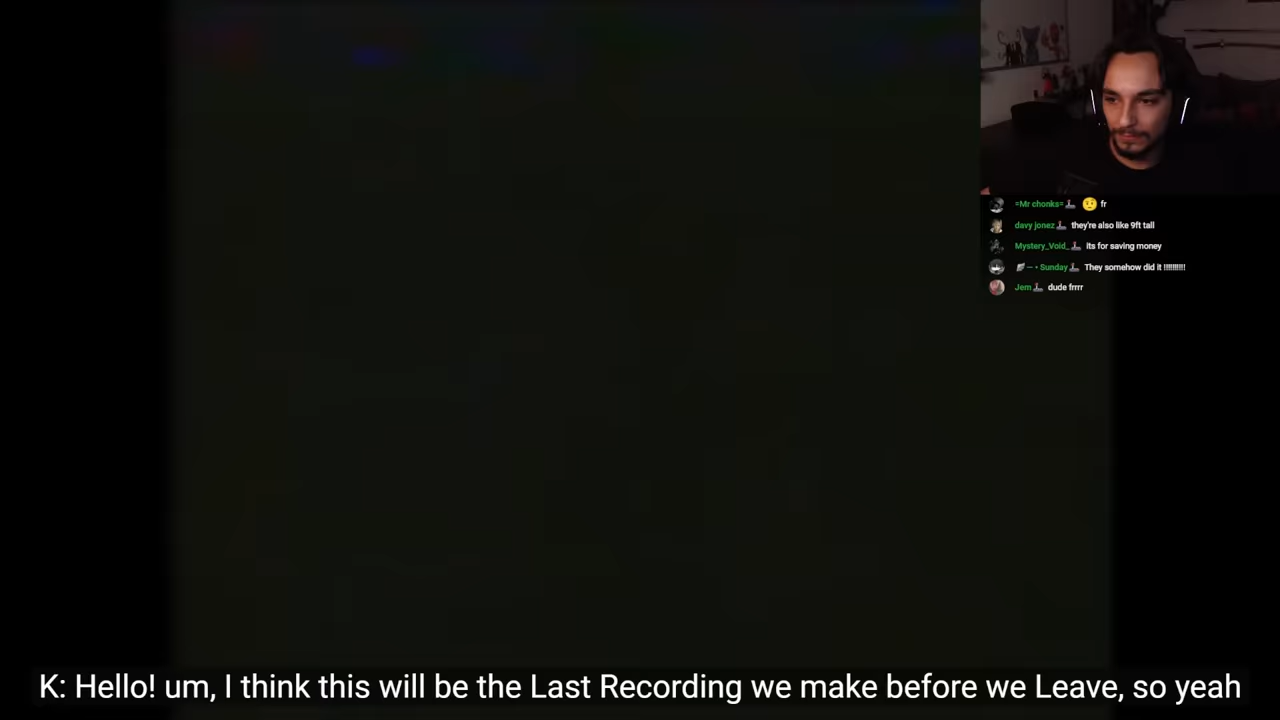 =Mr chonks= 🤨 fr
davy jonez they're also like 9ft tall
Mystery_Void_ Its for saving money
— • Sunday They somehow did it !!!!!!!!!!
Jem dude frrrr
K: Hello! um, I think this will be the Last Recording we make before we Leave, so yeah